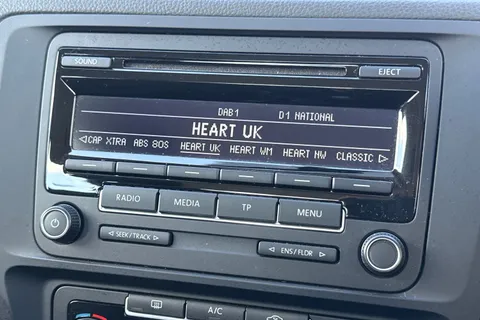 SOUND
EJECT
DAB1 D1 NATIONAL
HEART UK
◁CAP XTRA ABS 80S HEART UK HEART WM HEART NW CLASSIC ▷
RADIO MEDIA TP MENU
◁ SEEK/TRACK ▷
◁ ENS/FLDR ▷
A/C